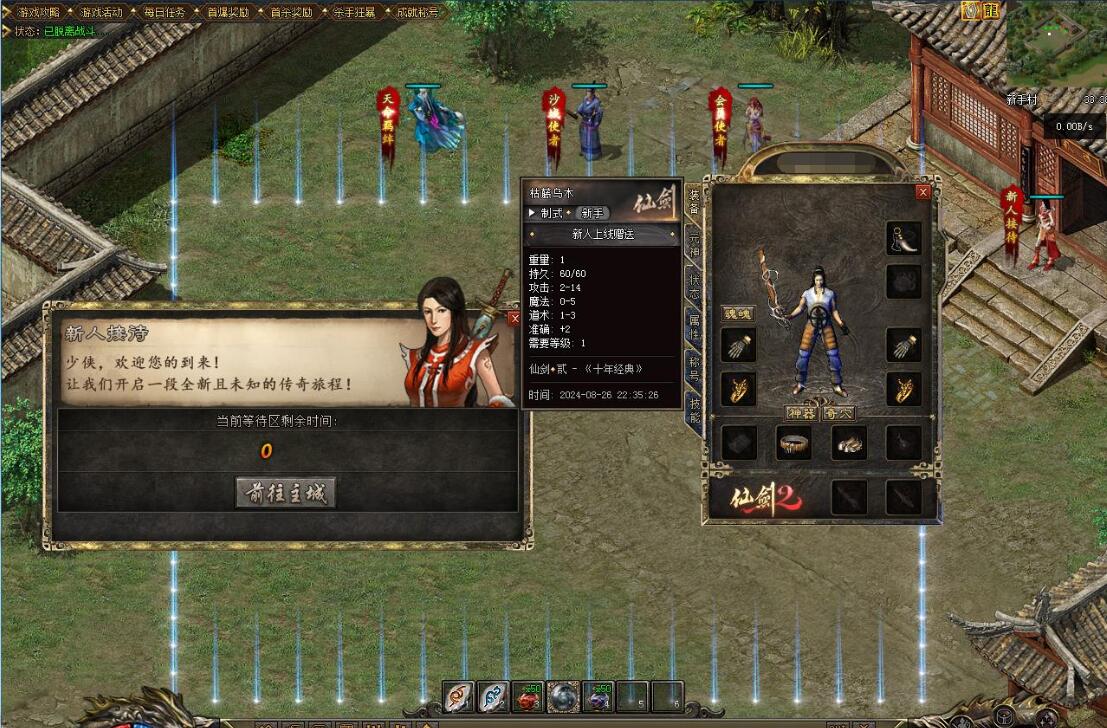 游戏攻略 游戏活动 每日任务 首爆奖励 首杀奖励 杀手狂暴 成就称号
状态：已脱离战斗
天命羁绊
沙城使者
会员使者
新手村
0.00B/s
新人接待
枯藤乌木
制式 新手
仙剑
新人上线赠送
重量: 1
持久: 60/60
攻击: 2-14
魔法: 0-5
道术: 1-3
准确: +2
需要等级: 1
仙剑◆贰 - 《十年经典》
时间: 2024-08-26 22:35:26
装备
元神
状态
属性
称号
技能
魂魄
神器 奇穴
仙剑2
新人接待
少侠，欢迎您的到来！
让我们开启一段全新且未知的传奇旅程！
当前等待区剩余时间：
0
前往主城
250
250
5
6